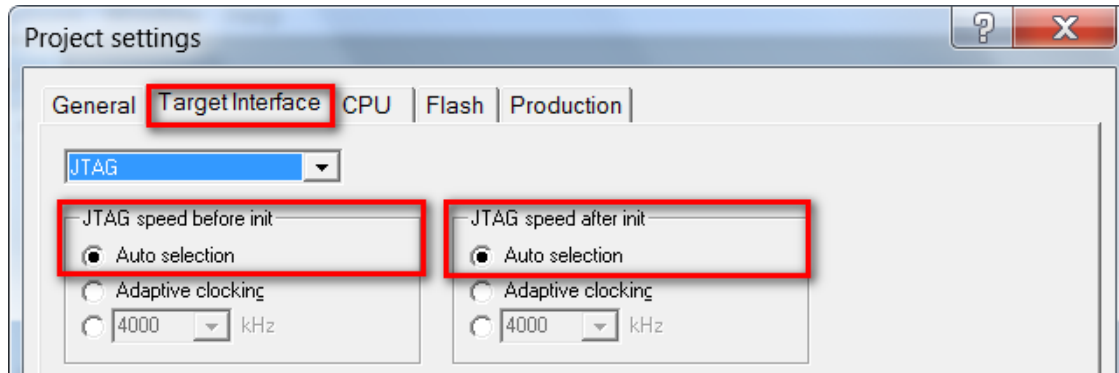 Project settings
General Target Interface CPU Flash Production
JTAG
JTAG speed before init JTAG speed after init
Auto selection Auto selection
Adaptive clocking Adaptive clocking
4000 kHz 4000 kHz